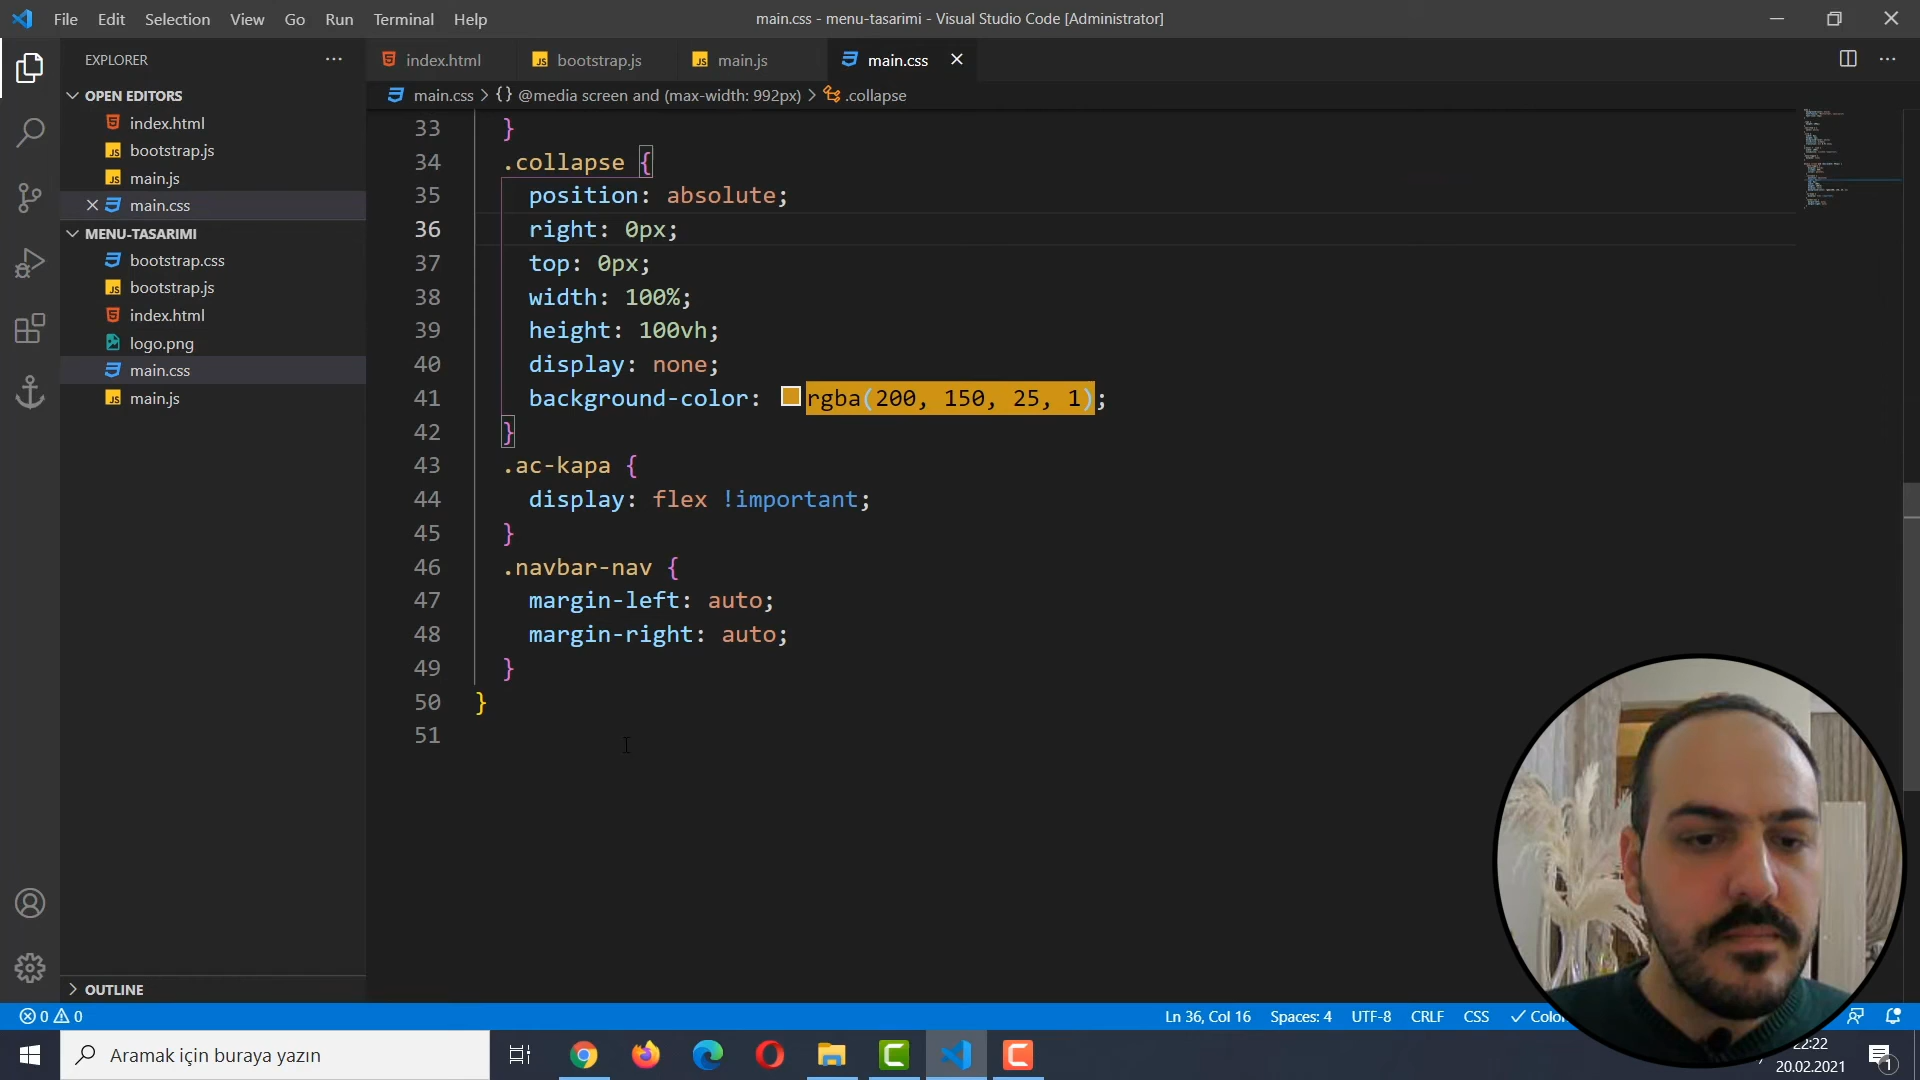 File Edit Selection View Go Run Terminal Help
main.css - menu-tasarimi - Visual Studio Code [Administrator]
EXPLORER
OPEN EDITORS
index.html
bootstrap.js
main.js
main.css
MENU-TASARIMI
bootstrap.css
bootstrap.js
index.html
logo.png
main.css
main.js
OUTLINE
index.html
JS bootstrap.js
JS main.js
main.css
main.css > {} @media screen and (max-width: 992px) > .collapse
33 }
34 .collapse {
35 position: absolute;
36 right: 0px;
37 top: 0px;
38 width: 100%;
39 height: 100vh;
40 display: none;
41 background-color: rgba(200, 150, 25, 1);
42 }
43 .ac-kapa {
44 display: flex !important;
45 }
46 .navbar-nav {
47 margin-left: auto;
48 margin-right: auto;
49 }
50 }
51
0 0
Ln 36, Col 16 Spaces: 4 UTF-8 CRLF CSS
Aramak için buraya yazın
22:22
20.02.2021
1